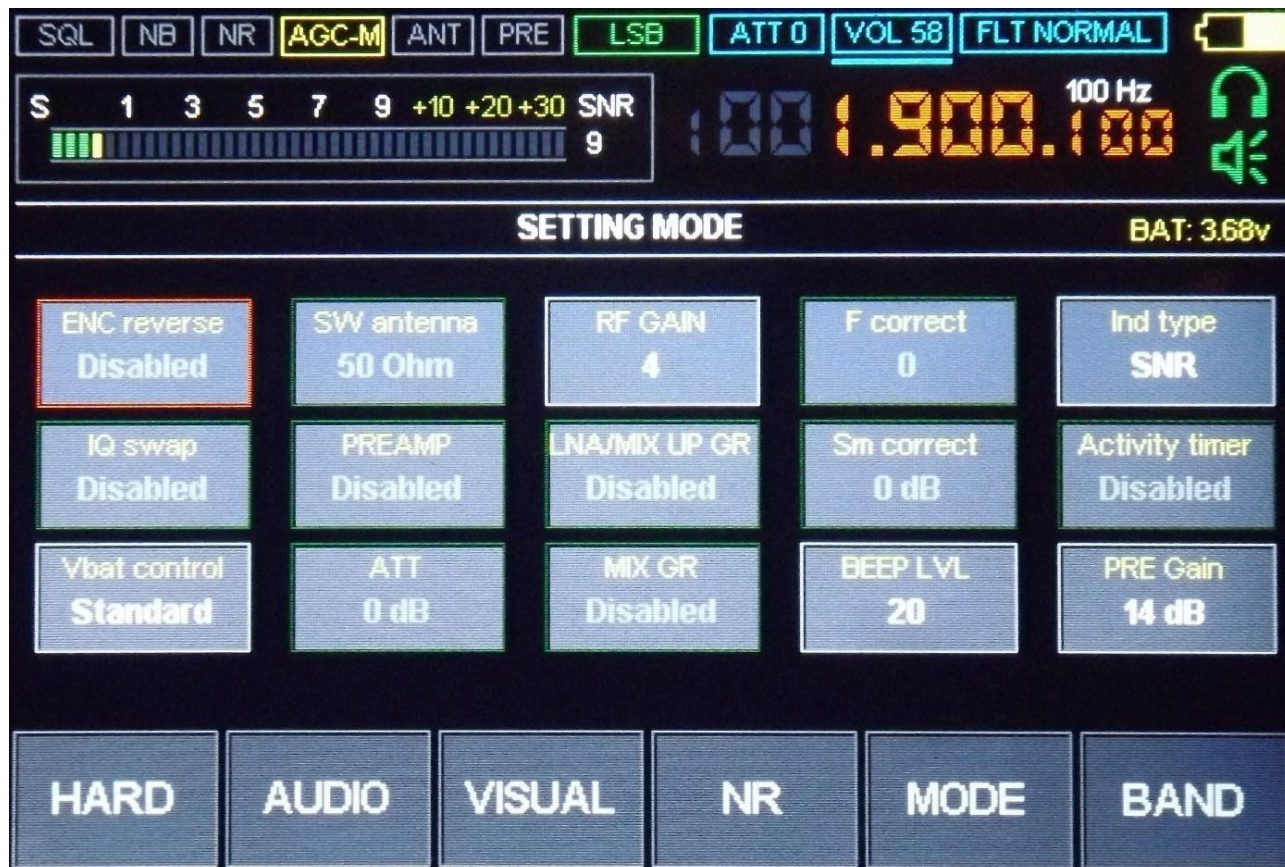 SQL NB NR AGC-M ANT PRE LSB ATT 0 VOL 58 FLT NORMAL
S 1 3 5 7 9 +10 +20 +30 SNR
9
100 Hz
1.900.100
SETTING MODE BAT: 3.68v
ENC reverse SW antenna RF GAIN F correct Ind type
Disabled 50 Ohm 4 0 SNR
IQ swap PREAMP LNA/MIX UP GR Sm correct Activity timer
Disabled Disabled Disabled 0 dB Disabled
Vbat control ATT MIX GR BEEP LVL PRE Gain
Standard 0 dB Disabled 20 14 dB
HARD AUDIO VISUAL NR MODE BAND